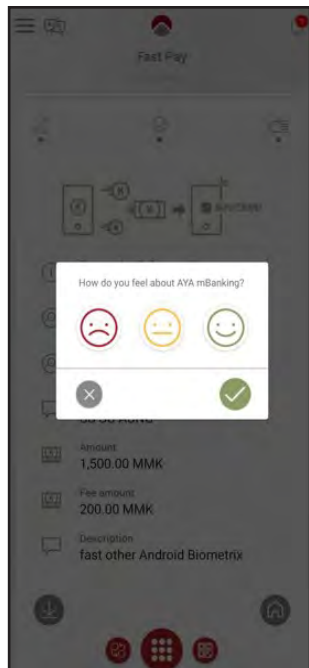 Fast Pay
How do you feel about AYA mBanking?
Amount
1,500.00 MMK
Fee amount
200.00 MMK
Description
fast other Android Biometrix